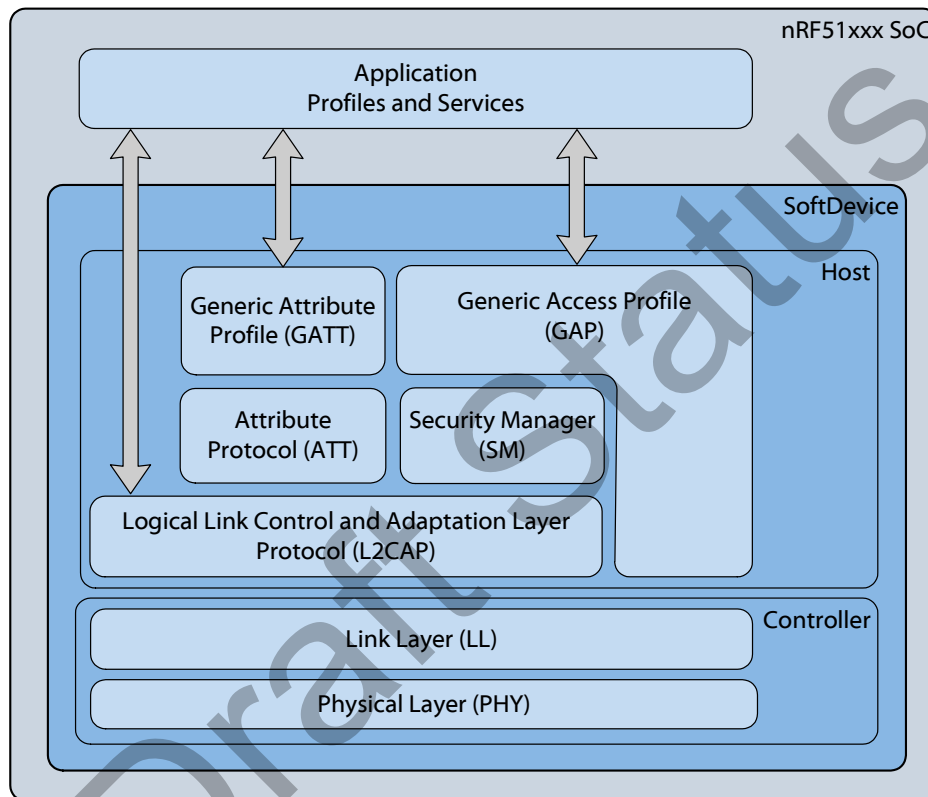 nRF51xxx SoC
Application
Profiles and Services
SoftDevice
Host
Generic Attribute
Profile (GATT)
Generic Access Profile
(GAP)
Attribute
Protocol (ATT)
Security Manager
(SM)
Logical Link Control and Adaptation Layer
Protocol (L2CAP)
Controller
Link Layer (LL)
Physical Layer (PHY)
Draft Status